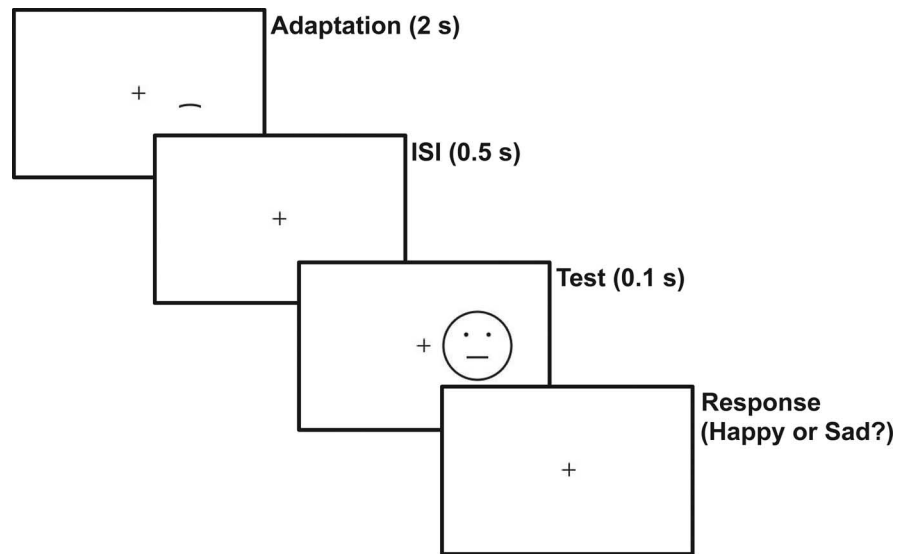 Adaptation (2 s)
ISI (0.5 s)
Test (0.1 s)
Response
(Happy or Sad?)